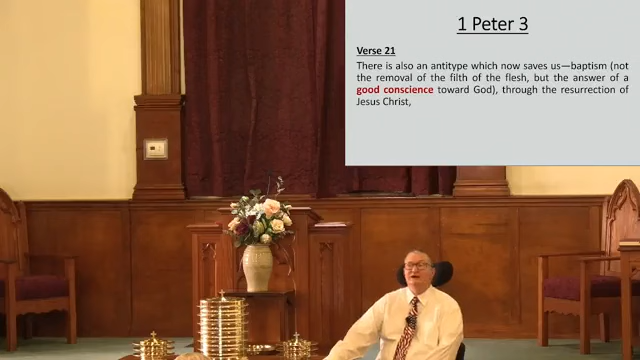 1 Peter 3
Verse 21
There is also an antitype which now saves us—baptism (not
the removal of the filth of the flesh, but the answer of a
good conscience toward God), through the resurrection of
Jesus Christ,